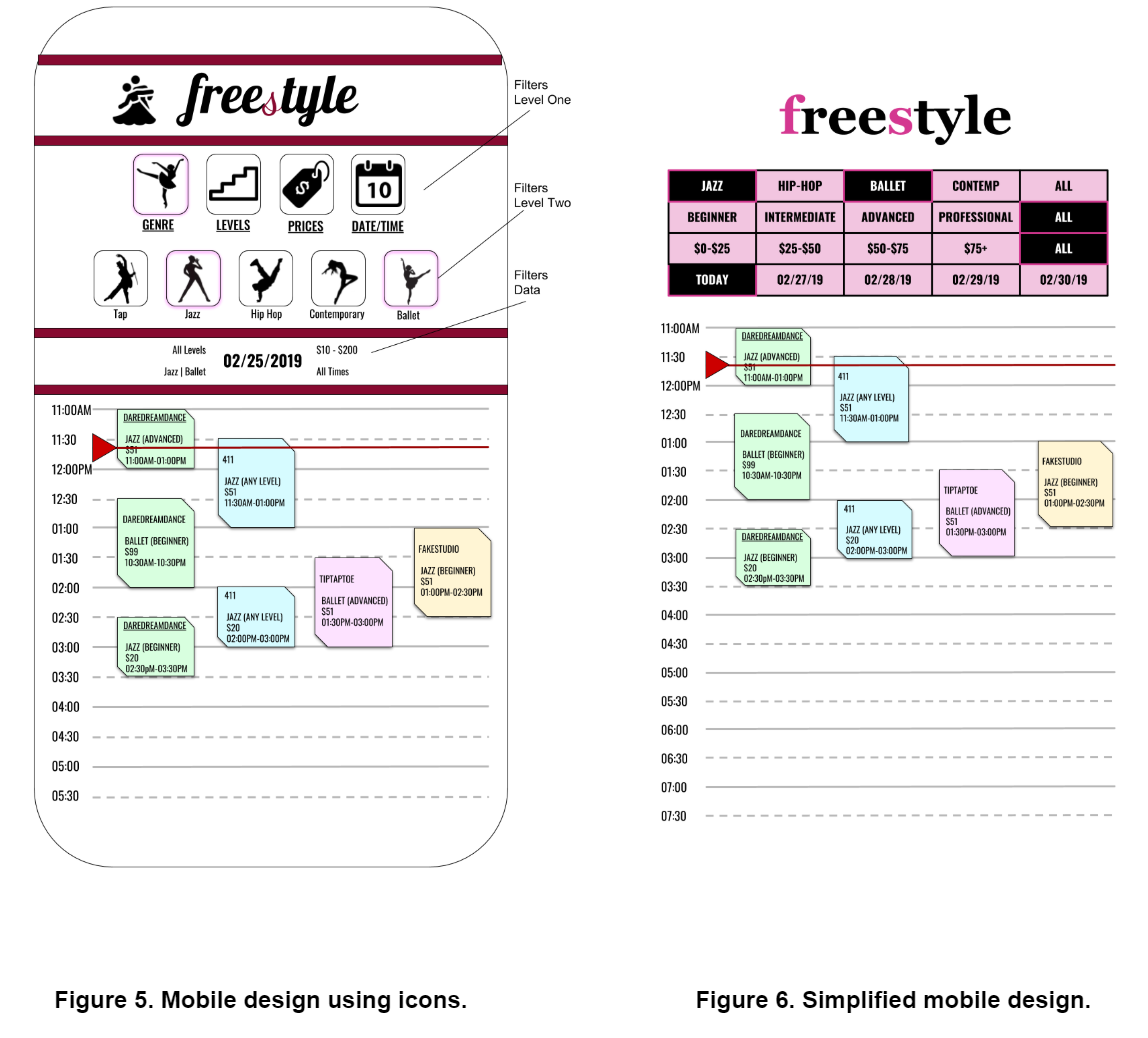 freestyle
Filters
Level One
10
GENRE
LEVELS
PRICES
DATE/TIME
Filters
Level Two
Tap
Jazz
Hip Hop
Contemporary
Ballet
Filters
Data
All Levels
Jazz | Ballet
02/25/2019
$10 - $200
All Times
11:00AM
11:30
12:00PM
12:30
01:00
01:30
02:00
02:30
03:00
03:30
04:00
04:30
05:00
05:30
DAREDREAMDANCE
JAZZ (ADVANCED)
$51
11:00AM-01:00PM
411
JAZZ (ANY LEVEL)
$51
11:30AM-01:00PM
DAREDREAMDANCE
BALLET (BEGINNER)
$99
10:30AM-10:30PM
FAKESTUDIO
JAZZ (BEGINNER)
$51
01:00PM-02:30PM
TIPTAPTOE
BALLET (ADVANCED)
$51
01:30PM-03:00PM
411
JAZZ (ANY LEVEL)
$20
02:00PM-03:00PM
DAREDREAMDANCE
JAZZ (BEGINNER)
$20
02:30pM-03:30PM
Figure 5. Mobile design using icons.
freestyle
JAZZ HIP-HOP BALLET CONTEMP ALL
BEGINNER INTERMEDIATE ADVANCED PROFESSIONAL ALL
$0-$25 $25-$50 $50-$75 $75+ ALL
TODAY 02/27/19 02/28/19 02/29/19 02/30/19
11:00AM
11:30
12:00PM
12:30
01:00
01:30
02:00
02:30
03:00
03:30
04:00
04:30
05:00
05:30
06:00
06:30
07:00
07:30
DAREDREAMDANCE
JAZZ (ADVANCED)
$51
11:00AM-01:00PM
411
JAZZ (ANY LEVEL)
$51
11:30AM-01:00PM
DAREDREAMDANCE
BALLET (BEGINNER)
$99
10:30AM-10:30PM
FAKESTUDIO
JAZZ (BEGINNER)
$51
01:00PM-02:30PM
TIPTAPTOE
BALLET (ADVANCED)
$51
01:30PM-03:00PM
411
JAZZ (ANY LEVEL)
$20
02:00PM-03:00PM
DAREDREAMDANCE
JAZZ (BEGINNER)
$20
02:30pM-03:30PM
Figure 6. Simplified mobile design.